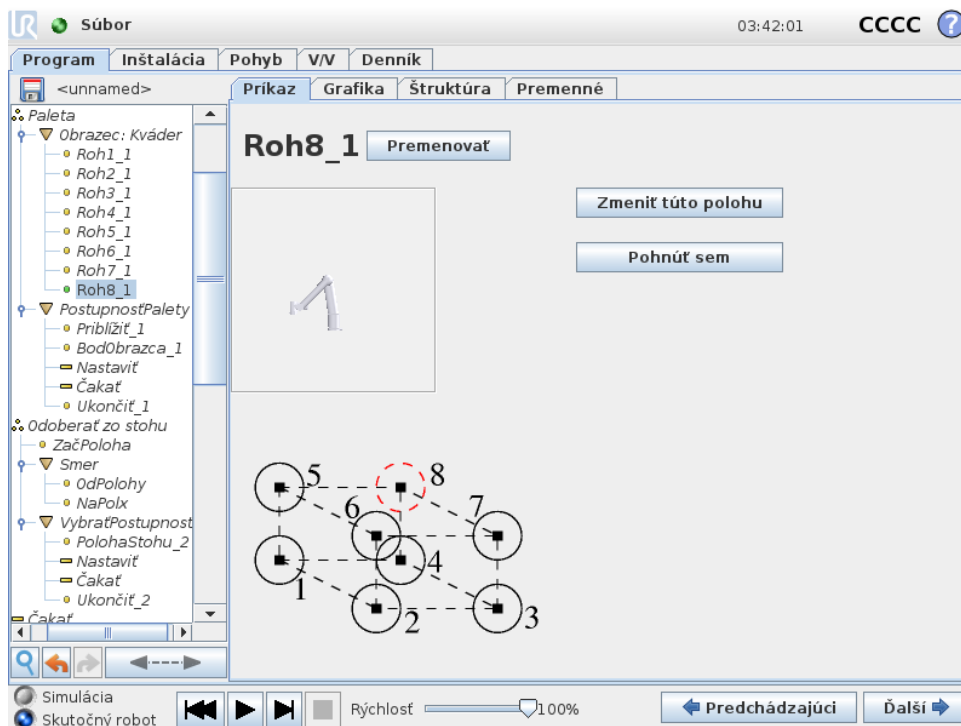 UR Súbor 03:42:01 CCCC ?
Program Inštalácia Pohyb V/V Denník
<unnamed> Príkaz Grafika Štruktúra Premenné
Paleta
Obrazec: Kváder
Roh1_1
Roh2_1
Roh3_1
Roh4_1
Roh5_1
Roh6_1
Roh7_1
Roh8_1
PostupnosťPalety
Priblížiť_1
BodObrazca_1
Nastaviť
Čakať
Ukončiť_1
Odoberať zo stohu
ZačPoloha
Smer
OdPolohy
NaPolx
VybraťPostupnost
PolohaStohu_2
Nastaviť
Čakať
Ukončiť_2
Čakať
Roh8_1 Premenovať
Zmeniť túto polohu
Pohnúť sem
5 8
6 7
1 4
2 3
Simulácia
Skutočný robot
Rýchlosť 100%
Predchádzajúci Ďalší